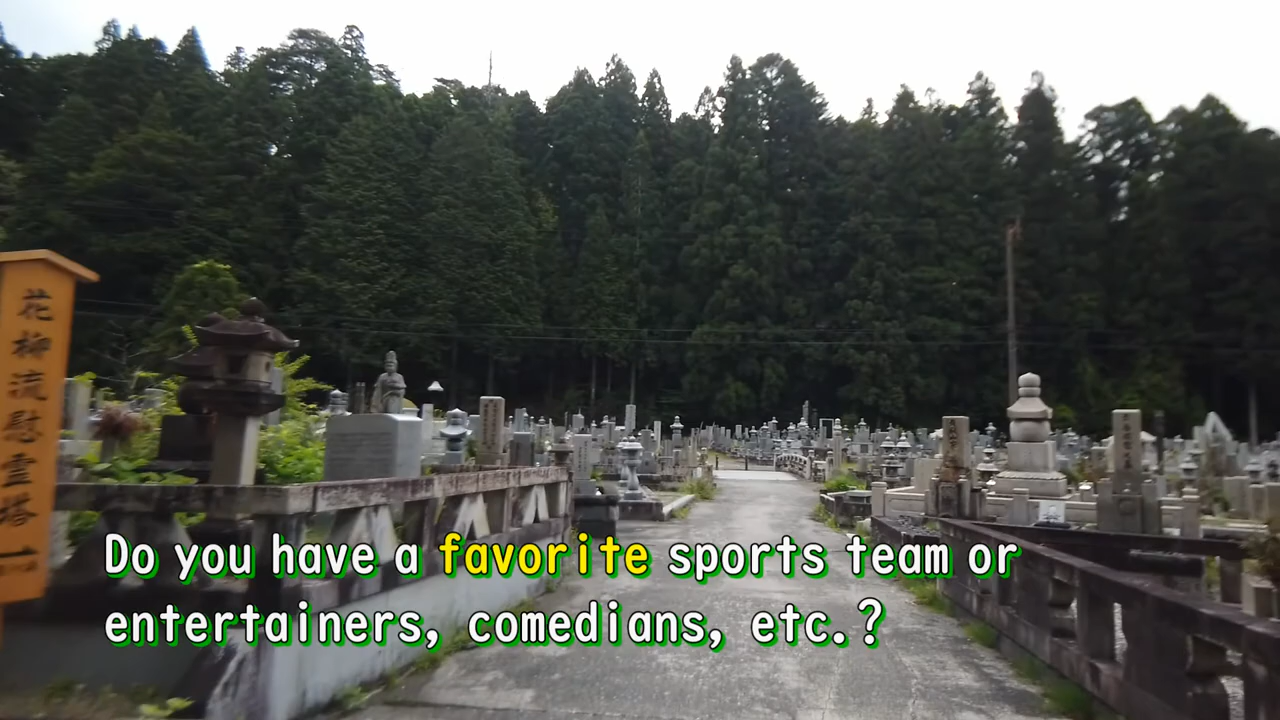 花柳流慰霊塔
Do you have a favorite sports team or
entertainers, comedians, etc.?